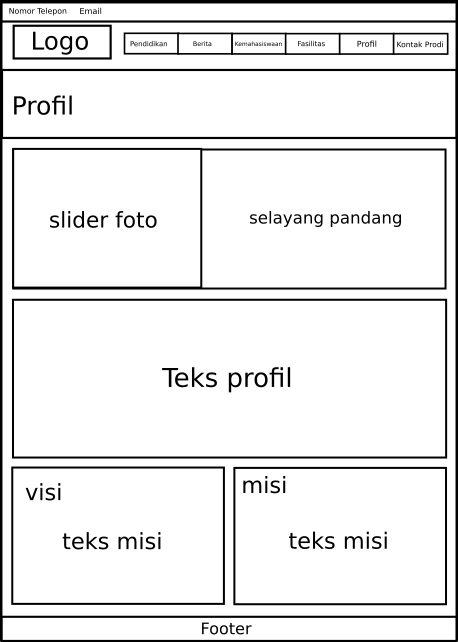 Nomor Telepon Email
Logo
Pendidikan Berita Kemahasiswaan Fasilitas Profil Kontak Prodi
Profil
slider foto
selayang pandang
Teks profil
visi
teks misi
misi
teks misi
Footer